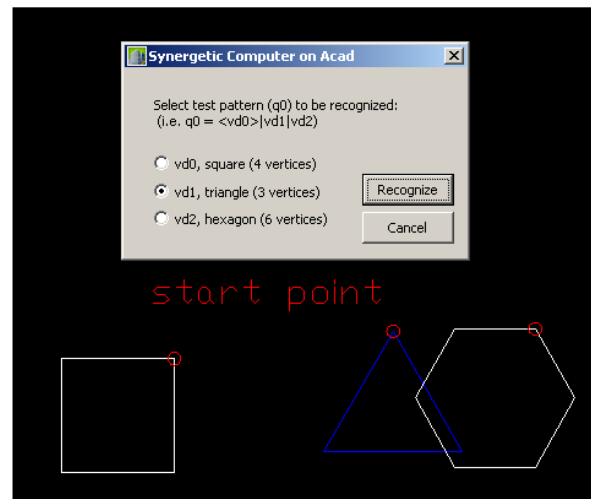 Synergetic Computer on Acad
Select test pattern (q0) to be recognized:
(i.e. q0 = <vd0>|vd1|vd2)
vd0, square (4 vertices)
vd1, triangle (3 vertices)
Recognize
vd2, hexagon (6 vertices)
Cancel
start point